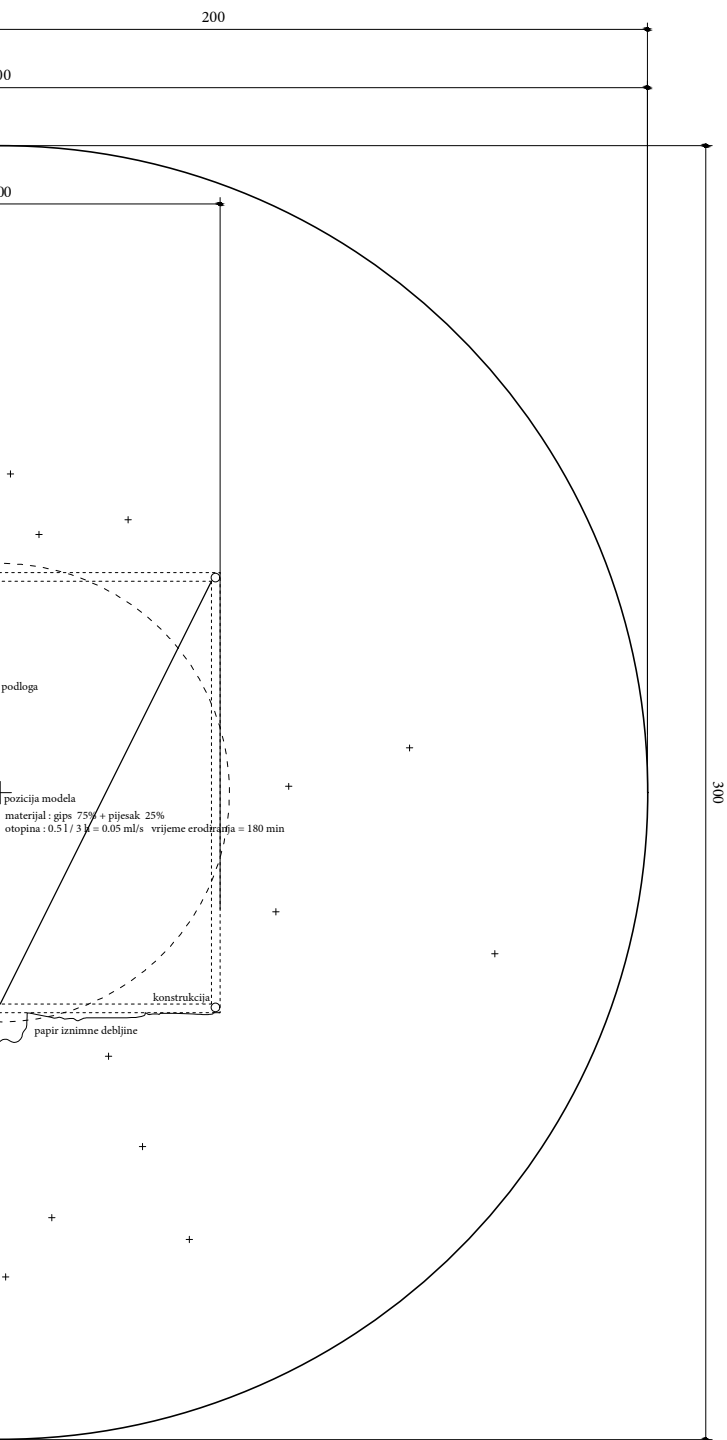 200
00
00
podloga
300
pozicija modela
materijal : gips 75% + pijesak 25%
otopina : 0.5 l / 3 h = 0.05 ml/s vrijeme erodiranja = 180 min
konstrukcija
papir iznimne debljine